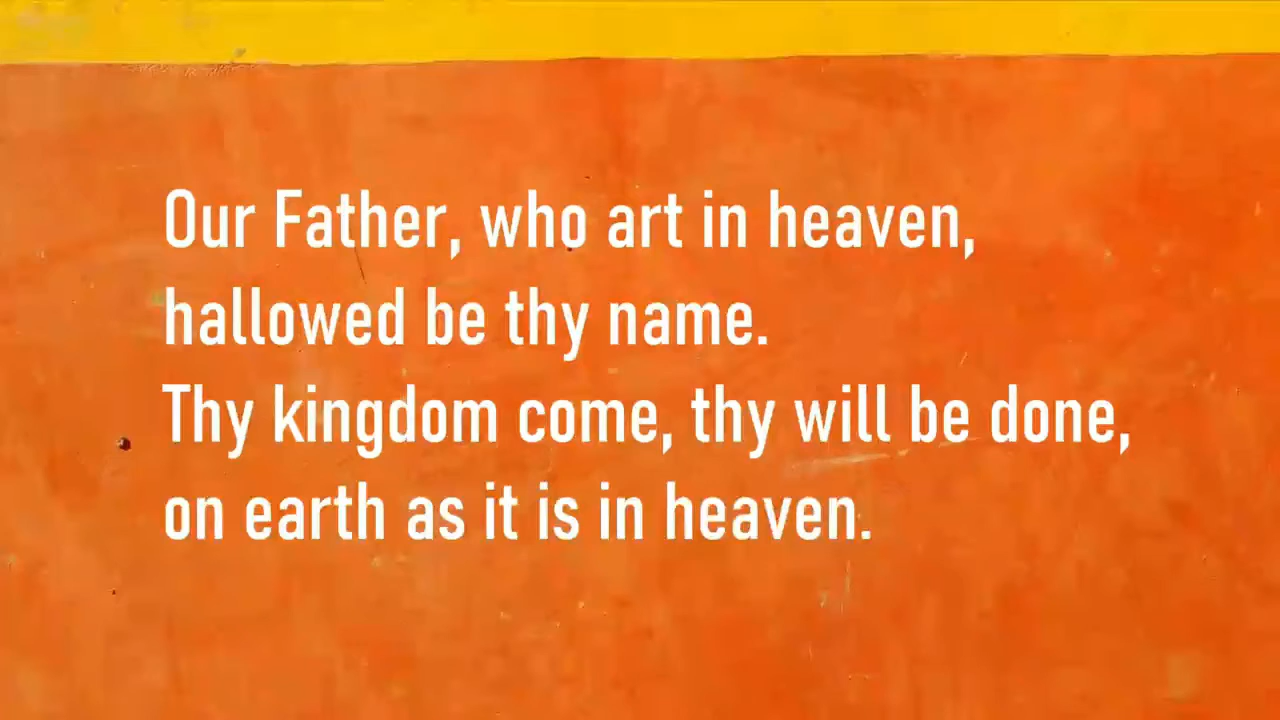 Our Father, who art in heaven,
hallowed be thy name.
Thy kingdom come, thy will be done,
on earth as it is in heaven.